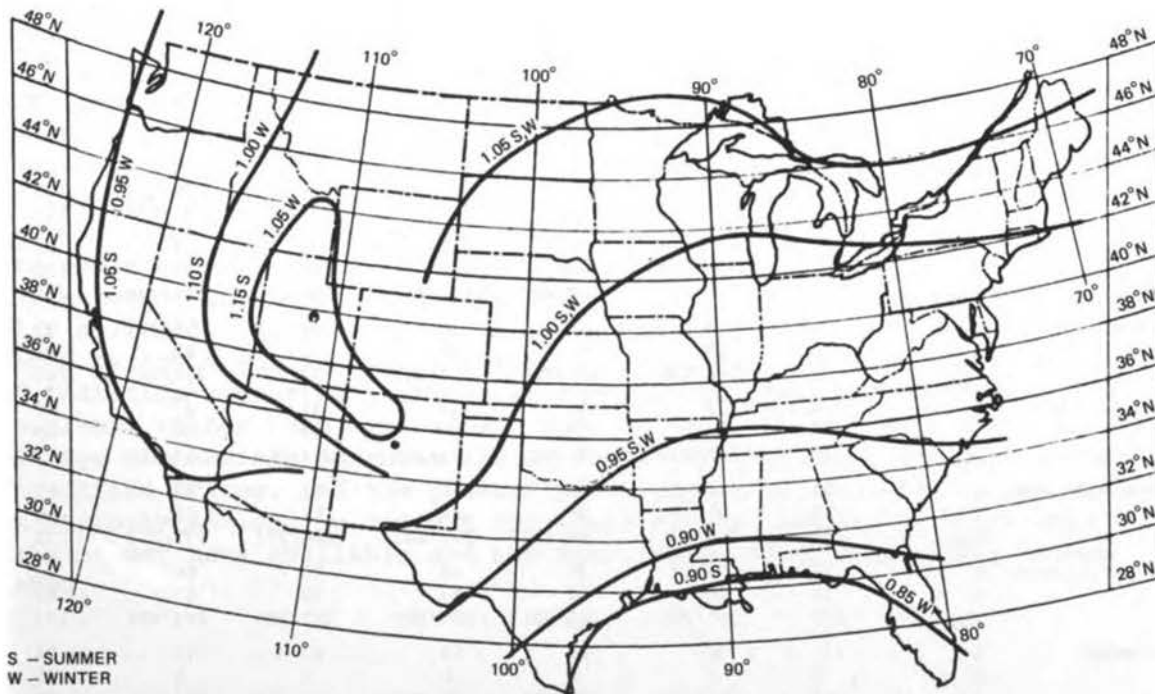 120°
110°
100°
90°
80°
70°
48°N
46°N
44°N
42°N
40°N
38°N
36°N
34°N
32°N
30°N
28°N
48°N
46°N
44°N
42°N
40°N
38°N
36°N
34°N
32°N
30°N
28°N
0.95 W
1.05 S
1.00 W
1.10 S
1.05 W
1.15 S
1.05 S,W
1.00 S,W
0.95 S,W
0.90 W
0.90 S
0.85 W
70°
80°
90°
100°
110°
120°
S – SUMMER
W – WINTER